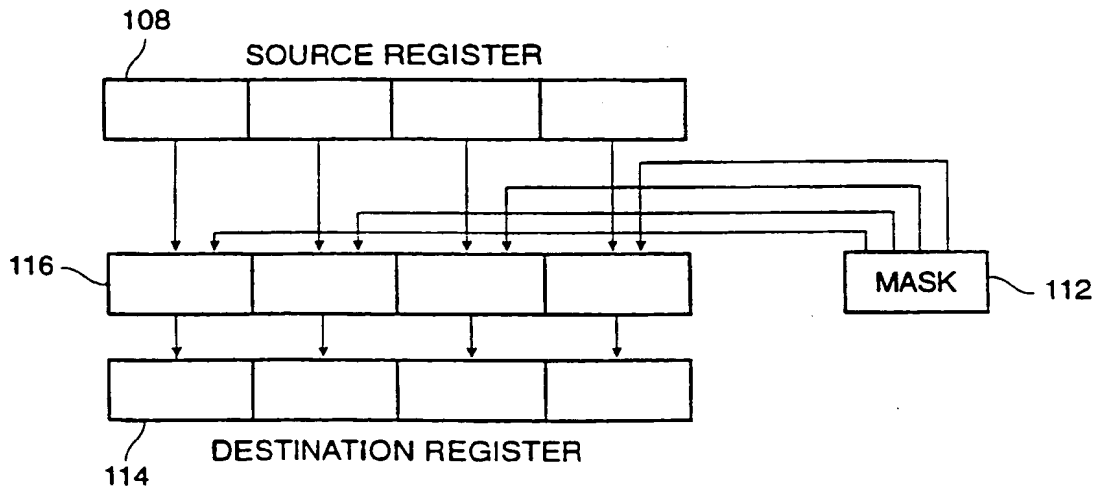 108
SOURCE REGISTER
116
MASK
112
DESTINATION REGISTER
114